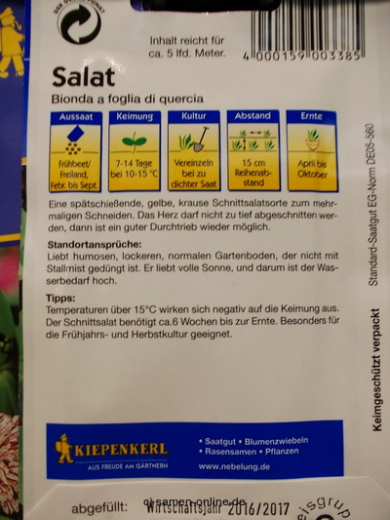 Inhalt reicht für
ca. 5 lfd. Meter.
4 000159 003385
Salat
Bionda a foglia di quercia
Aussaat Keimung Kultur Abstand Ernte
Frühbeet/ Freiland, Febr. bis Sept.
7-14 Tage bei 10-15 °C
Vereinzeln bei zu dichter Saat
15 cm Reihenab- stand
April bis Oktober
Eine spätschießende, gelbe, krause Schnittsalatsorte zum mehr-
maligen Schneiden. Das Herz darf nicht zu tief abgeschnitten wer-
den, dann ist ein guter Durchtrieb wieder möglich.
Standortansprüche:
Liebt humosen, lockeren, normalen Gartenboden, der nicht mit
Stallmist gedüngt ist. Er liebt volle Sonne, und darum ist der Was-
serbedarf hoch.
Tipps:
Temperaturen über 15°C wirken sich negativ auf die Keimung aus.
Der Schnittsalat benötigt ca.6 Wochen bis zur Ernte. Besonders für
die Frühjahrs- und Herbstkultur geeignet.
Standard-Saatgut EG-Norm DE05-560
Keimgeschützt verpackt
KIEPENKERL
AUS FREUDE AM GÄRTNERN
• Saatgut • Blumenzwiebeln
• Rasensamen • Pflanzen
www.nebelung.de
abgefüllt: Wirtschaftsjahr 2016/2017
(c) samen-online.de
eisgrup